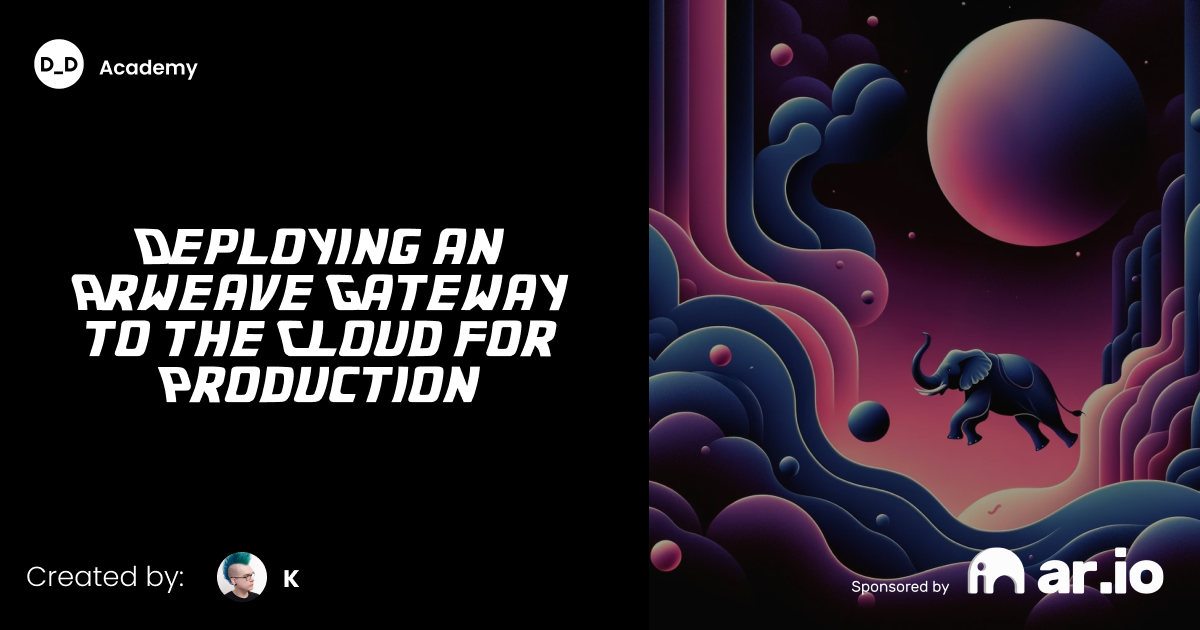 D_D Academy
DEPLOYING AN
ARWEAVE GATEWAY
TO THE CLOUD FOR
PRODUCTION
Created by: K
Sponsored by ar.io